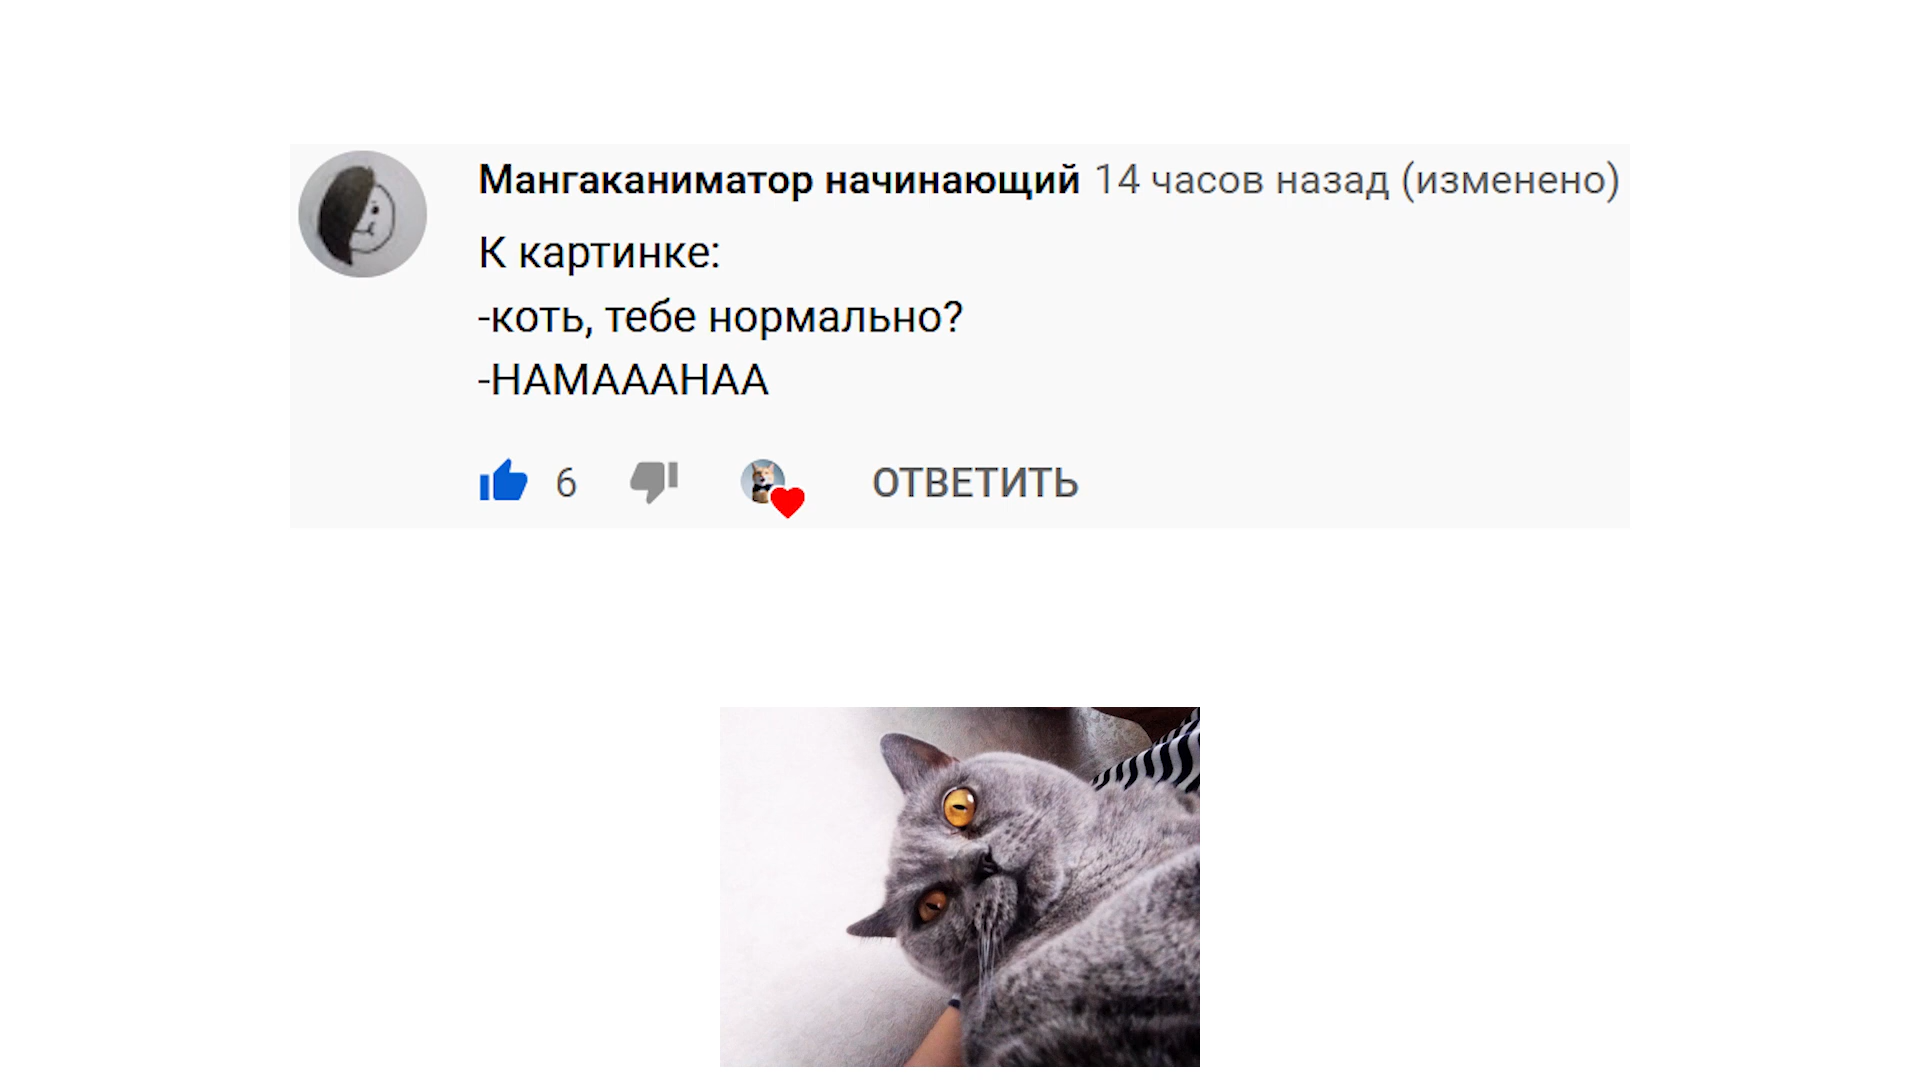 Мангаканиматор начинающий 14 часов назад (изменено)
К картинке:
-коть, тебе нормально?
-НАМАААНАА
6 ОТВЕТИТЬ